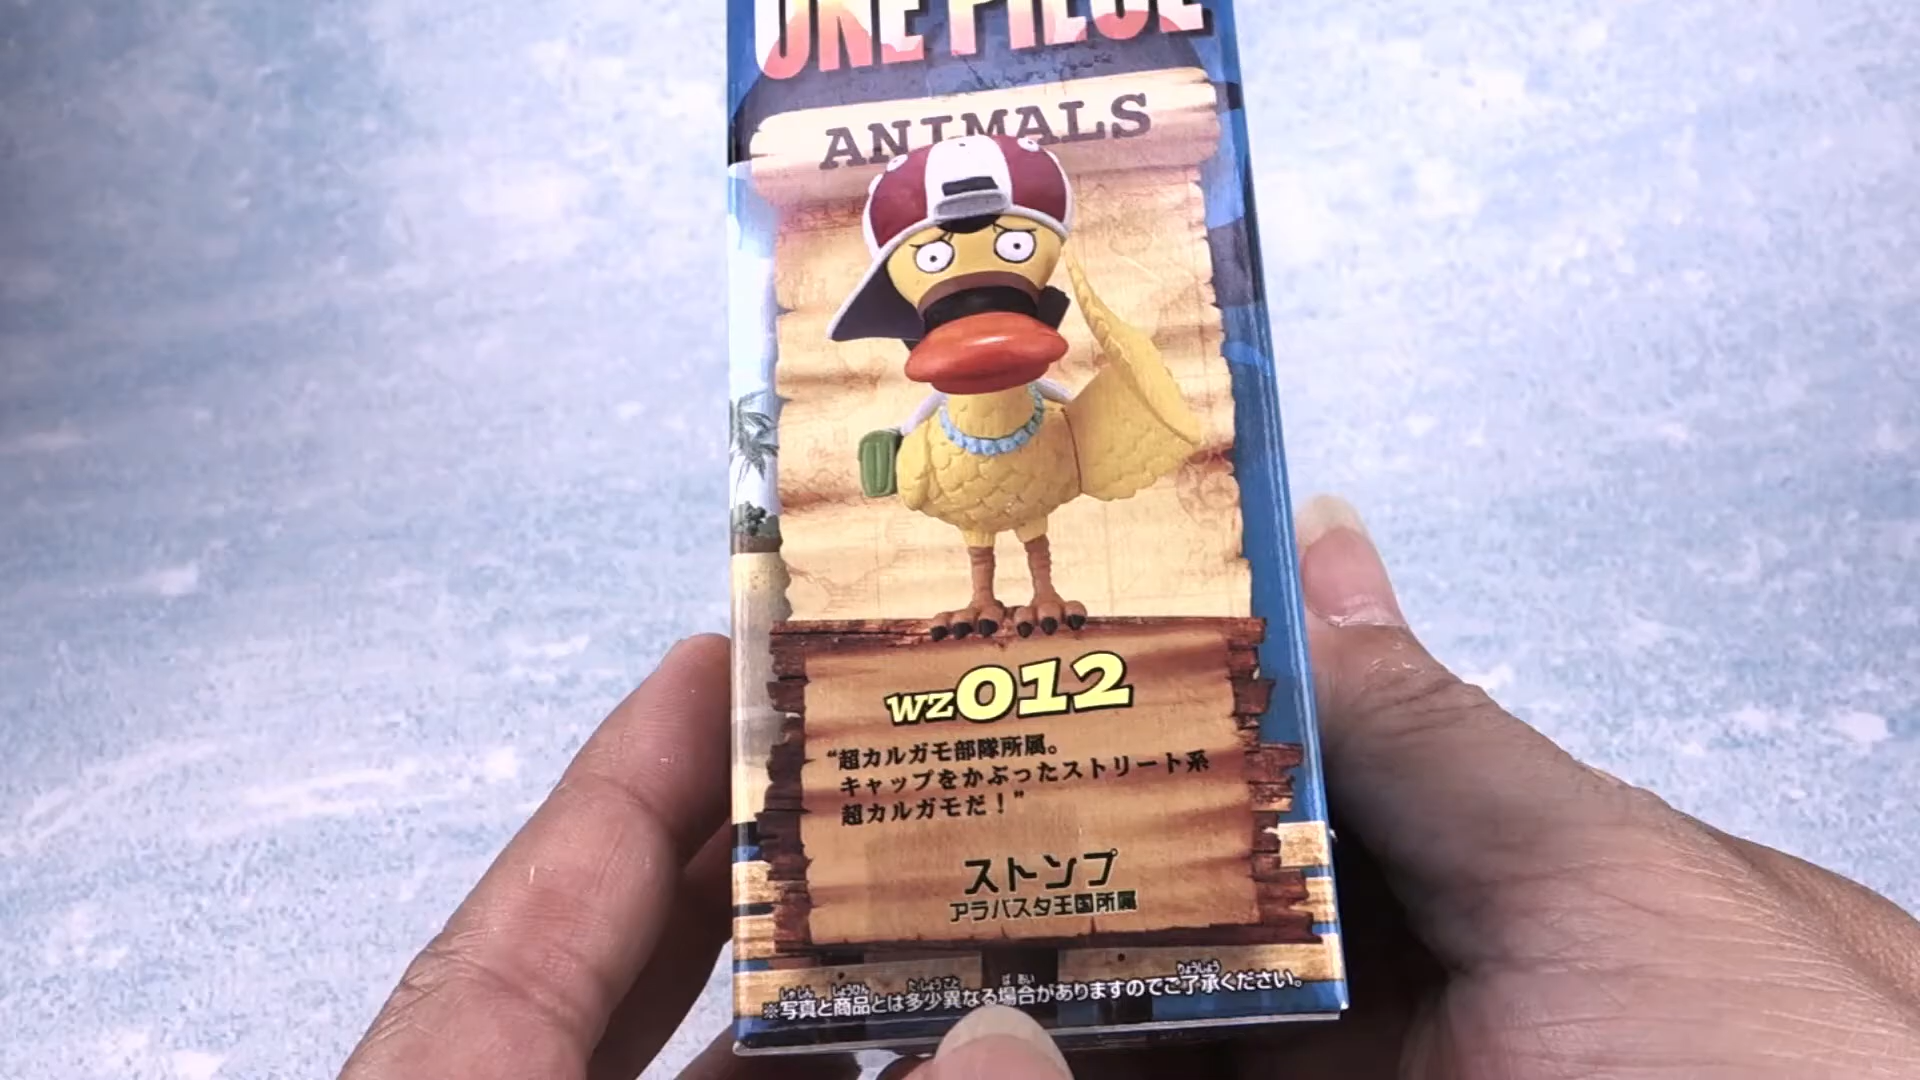 ONE PIECE
ANIMALS
WZ012
“超カルガモ部隊所属。
キャップをかぶったストリート系
超カルガモだ！”
ストンプ
アラバスタ王国所属
※写真と商品とは多少異なる場合がありますのでご了承ください。